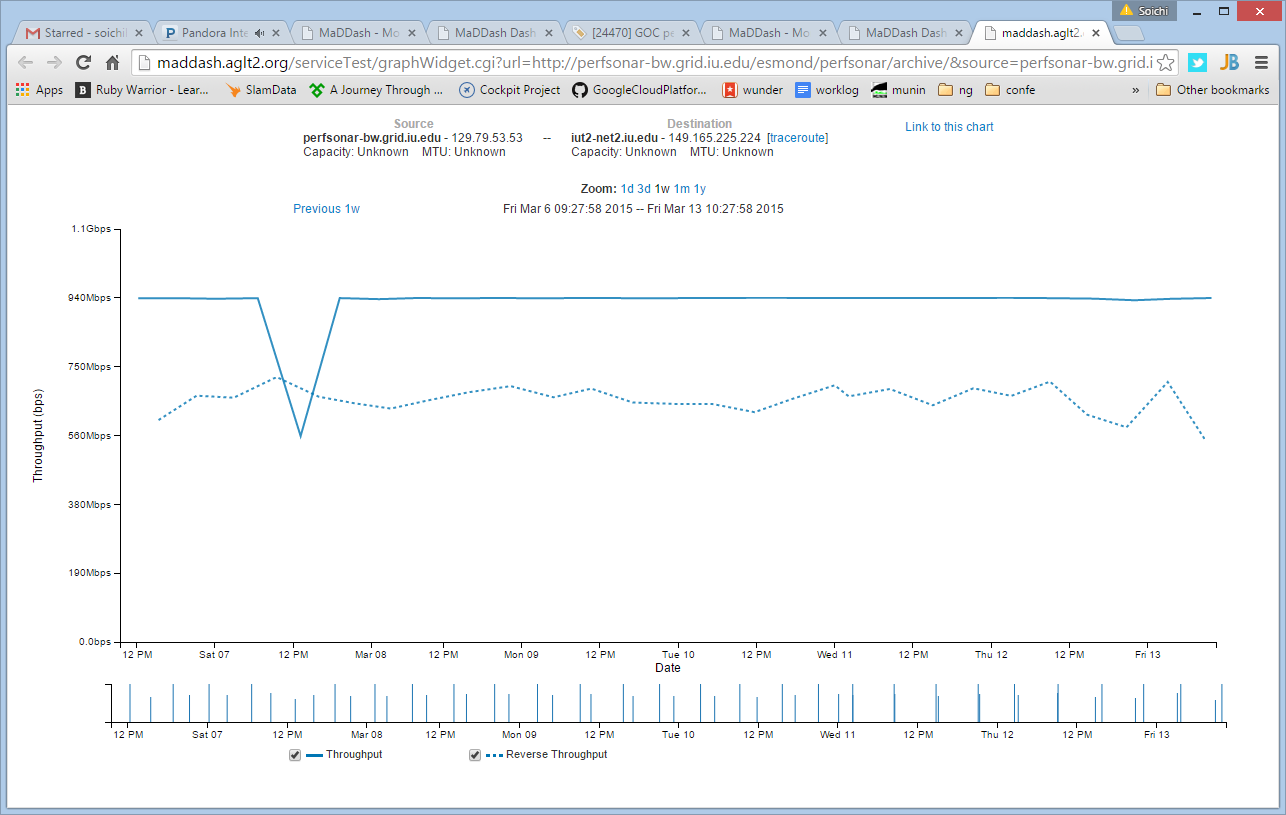 Soichi
Starred - soichi
Pandora Inte
MaDDash - Mo
MaDDash Dash
[24470] GOC pe
MaDDash - Mo
MaDDash Dash
maddash.aglt2.
maddash.aglt2.org/serviceTest/graphWidget.cgi?url=http://perfsonar-bw.grid.iu.edu/esmond/perfsonar/archive/&source=perfsonar-bw.grid.i
Apps
Ruby Warrior - Lear...
SlamData
A Journey Through ...
Cockpit Project
GoogleCloudPlatfor...
wunder
worklog
munin
ng
confe
»
Other bookmarks
Source
perfsonar-bw.grid.iu.edu - 129.79.53.53
Capacity: Unknown MTU: Unknown
--
Destination
iut2-net2.iu.edu - 149.165.225.224 [traceroute]
Capacity: Unknown MTU: Unknown
Link to this chart
Zoom: 1d 3d 1w 1m 1y
Previous 1w
Fri Mar 6 09:27:58 2015 -- Fri Mar 13 10:27:58 2015
1.1Gbps
940Mbps
750Mbps
560Mbps
380Mbps
190Mbps
0.0bps
Throughput (bps)
12 PM Sat 07 12 PM Mar 08 12 PM Mon 09 12 PM Tue 10 12 PM Wed 11 12 PM Thu 12 12 PM Fri 13
Date
12 PM Sat 07 12 PM Mar 08 12 PM Mon 09 12 PM Tue 10 12 PM Wed 11 12 PM Thu 12 12 PM Fri 13
Throughput
Reverse Throughput